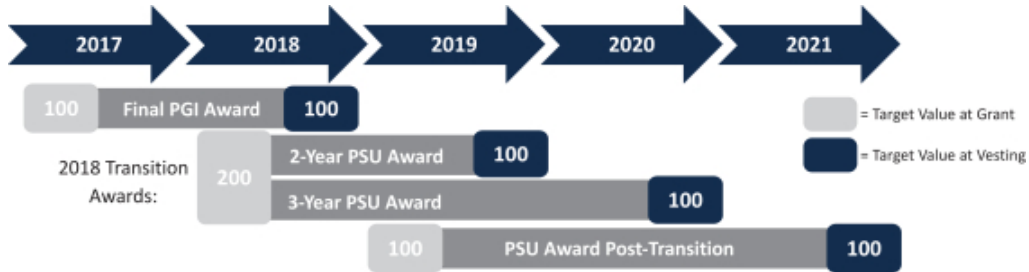 2017 2018 2019 2020 2021
100 Final PGI Award 100
= Target Value at Grant
2018 Transition
Awards:
200
2-Year PSU Award 100
= Target Value at Vesting
3-Year PSU Award 100
100 PSU Award Post-Transition 100